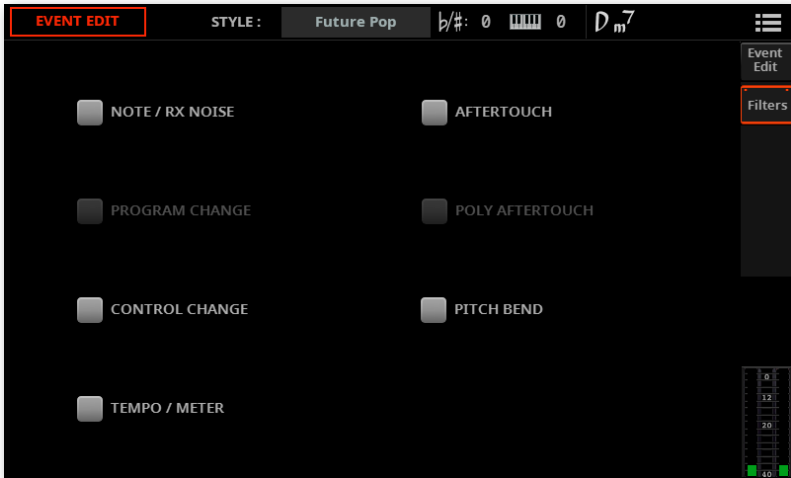 EVENT EDIT STYLE : Future Pop ♭/#: 0 0 Dm7
Event
Edit
NOTE / RX NOISE AFTERTOUCH
Filters
PROGRAM CHANGE POLY AFTERTOUCH
CONTROL CHANGE PITCH BEND
0
12
TEMPO / METER
20
40